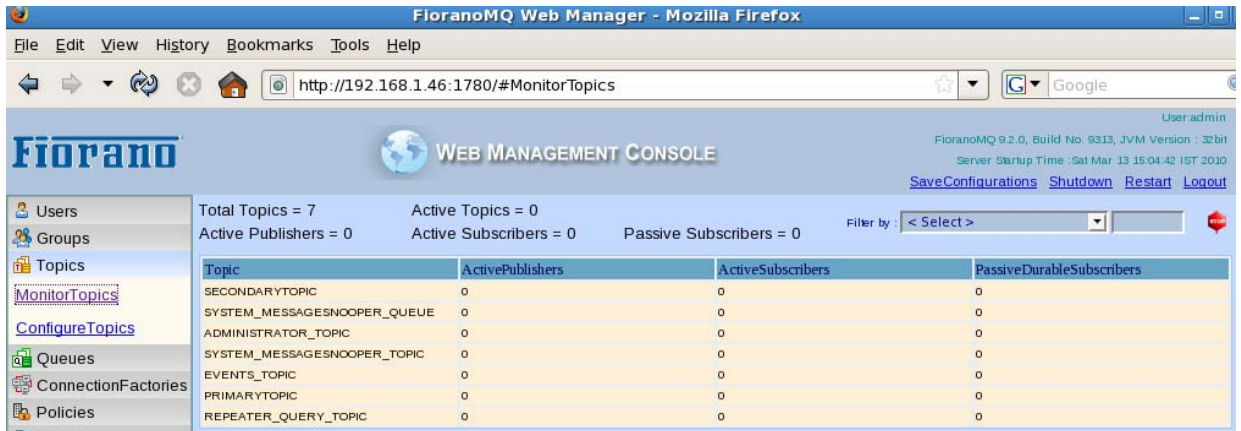 FioranoMQ Web Manager - Mozilla Firefox
File Edit View History Bookmarks Tools Help
http://192.168.1.46:1780/#MonitorTopics
G Google
Fiorano
WEB MANAGEMENT CONSOLE
User:admin
FioranoMQ 9.2.0, Build No. 9313, JVM Version : 32bit
Server Startup Time :Sat Mar 13 15:04:42 IST 2010
SaveConfigurations Shutdown Restart Logout
Users
Groups
Topics
MonitorTopics
ConfigureTopics
Queues
ConnectionFactories
Policies
Total Topics = 7 Active Topics = 0
Active Publishers = 0 Active Subscribers = 0 Passive Subscribers = 0
Filter by : < Select >
STOP
Topic ActivePublishers ActiveSubscribers PassiveDurableSubscribers
SECONDARYTOPIC 0 0 0
SYSTEM_MESSAGESNOOPER_QUEUE 0 0 0
ADMINISTRATOR_TOPIC 0 0 0
SYSTEM_MESSAGESNOOPER_TOPIC 0 0 0
EVENTS_TOPIC 0 0 0
PRIMARYTOPIC 0 0 0
REPEATER_QUERY_TOPIC 0 0 0